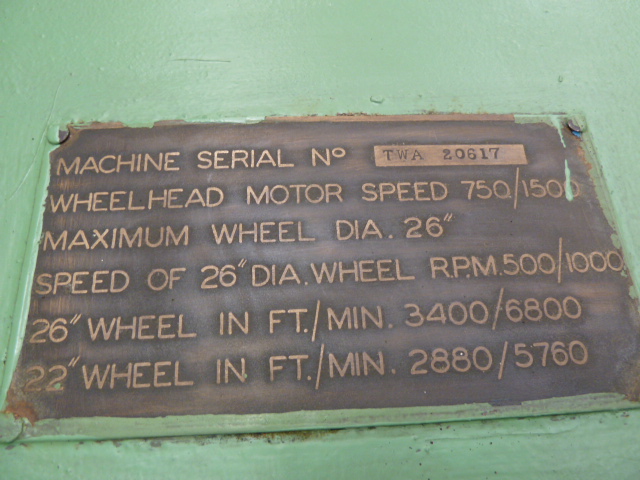 MACHINE SERIAL Nº TWA 20617
WHEELHEAD MOTOR SPEED 750/1500
MAXIMUM WHEEL DIA. 26"
SPEED OF 26" DIA. WHEEL R.P.M. 500/1000
26" WHEEL IN FT./MIN. 3400/6800
22" WHEEL IN FT./MIN. 2880/5760